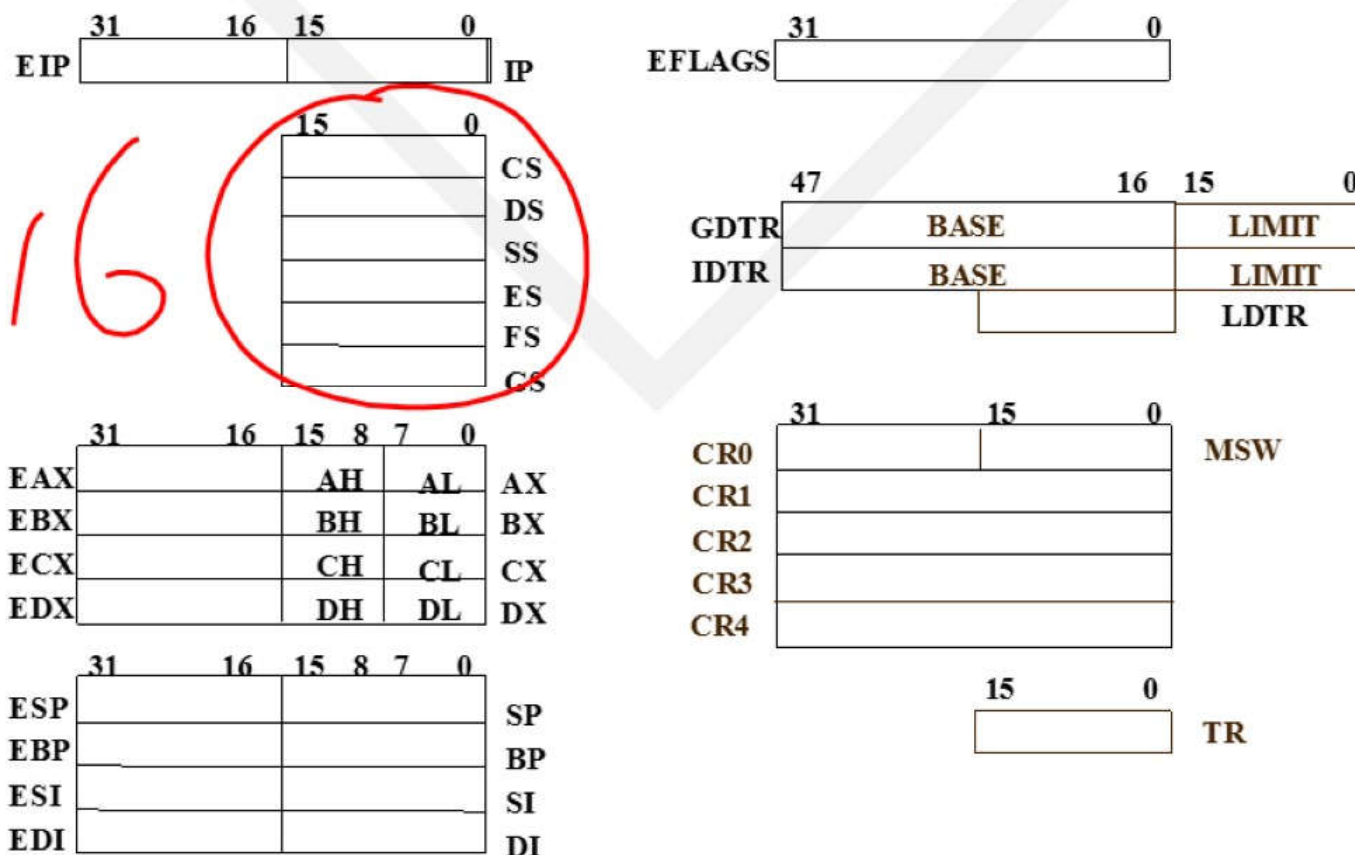 31 16 15 0
EIP IP
15 0
CS
DS
SS
ES
FS
GS
16
31 16 15 8 7 0
EAX AH AL AX
EBX BH BL BX
ECX CH CL CX
EDX DH DL DX
31 16 15 8 7 0
ESP SP
EBP BP
ESI SI
EDI DI
31 0
EFLAGS
47 16 15 0
GDTR BASE LIMIT
IDTR BASE LIMIT
LDTR
31 15 0
CR0 MSW
CR1
CR2
CR3
CR4
15 0
TR